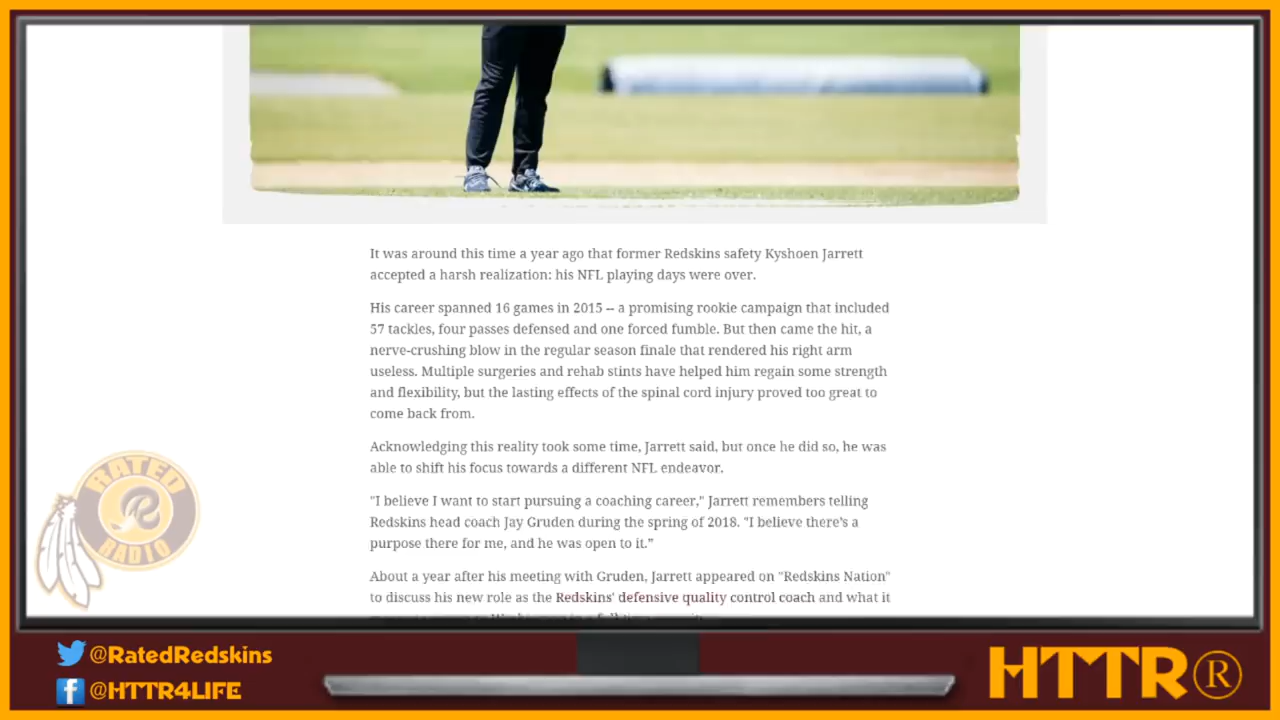 It was around this time a year ago that former Redskins safety Kyshoen Jarrett
accepted a harsh realization: his NFL playing days were over.
His career spanned 16 games in 2015 -- a promising rookie campaign that included
57 tackles, four passes defensed and one forced fumble. But then came the hit, a
nerve-crushing blow in the regular season finale that rendered his right arm
useless. Multiple surgeries and rehab stints have helped him regain some strength
and flexibility, but the lasting effects of the spinal cord injury proved too great to
come back from.
Acknowledging this reality took some time, Jarrett said, but once he did so, he was
able to shift his focus towards a different NFL endeavor.
"I believe I want to start pursuing a coaching career," Jarrett remembers telling
Redskins head coach Jay Gruden during the spring of 2018. "I believe there's a
purpose there for me, and he was open to it.”
About a year after his meeting with Gruden, Jarrett appeared on "Redskins Nation"
to discuss his new role as the Redskins' defensive quality control coach and what it
RATED
R
RADIO
@RatedRedskins
@HTTR4LIFE
HTTR®